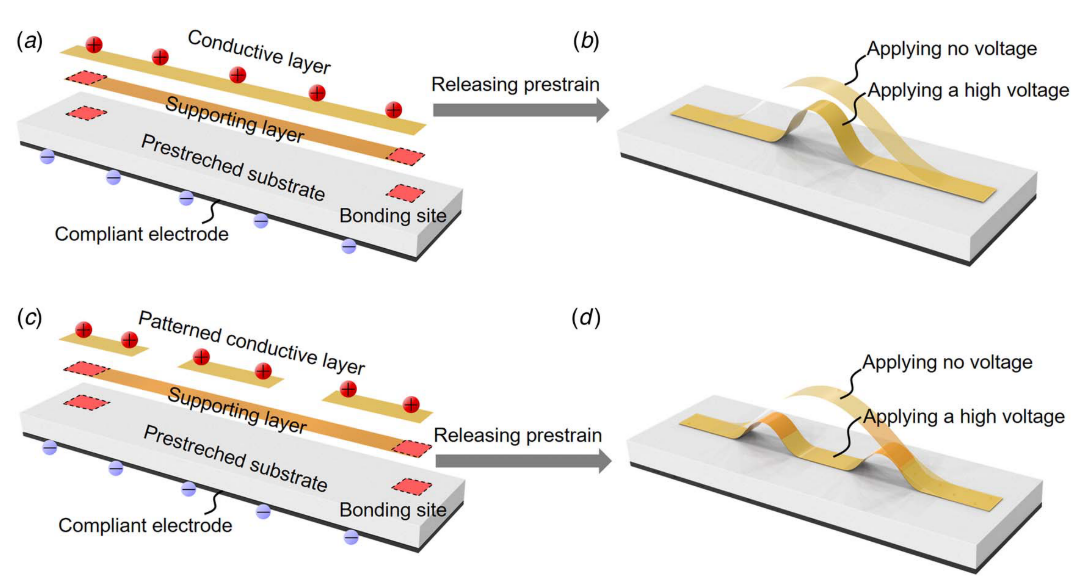 (a)
Conductive layer
Supporting layer
Prestreched substrate
Bonding site
Compliant electrode
Releasing prestrain
(b)
Applying no voltage
Applying a high voltage
(c)
Patterned conductive layer
Supporting layer
Prestreched substrate
Bonding site
Compliant electrode
Releasing prestrain
(d)
Applying no voltage
Applying a high voltage